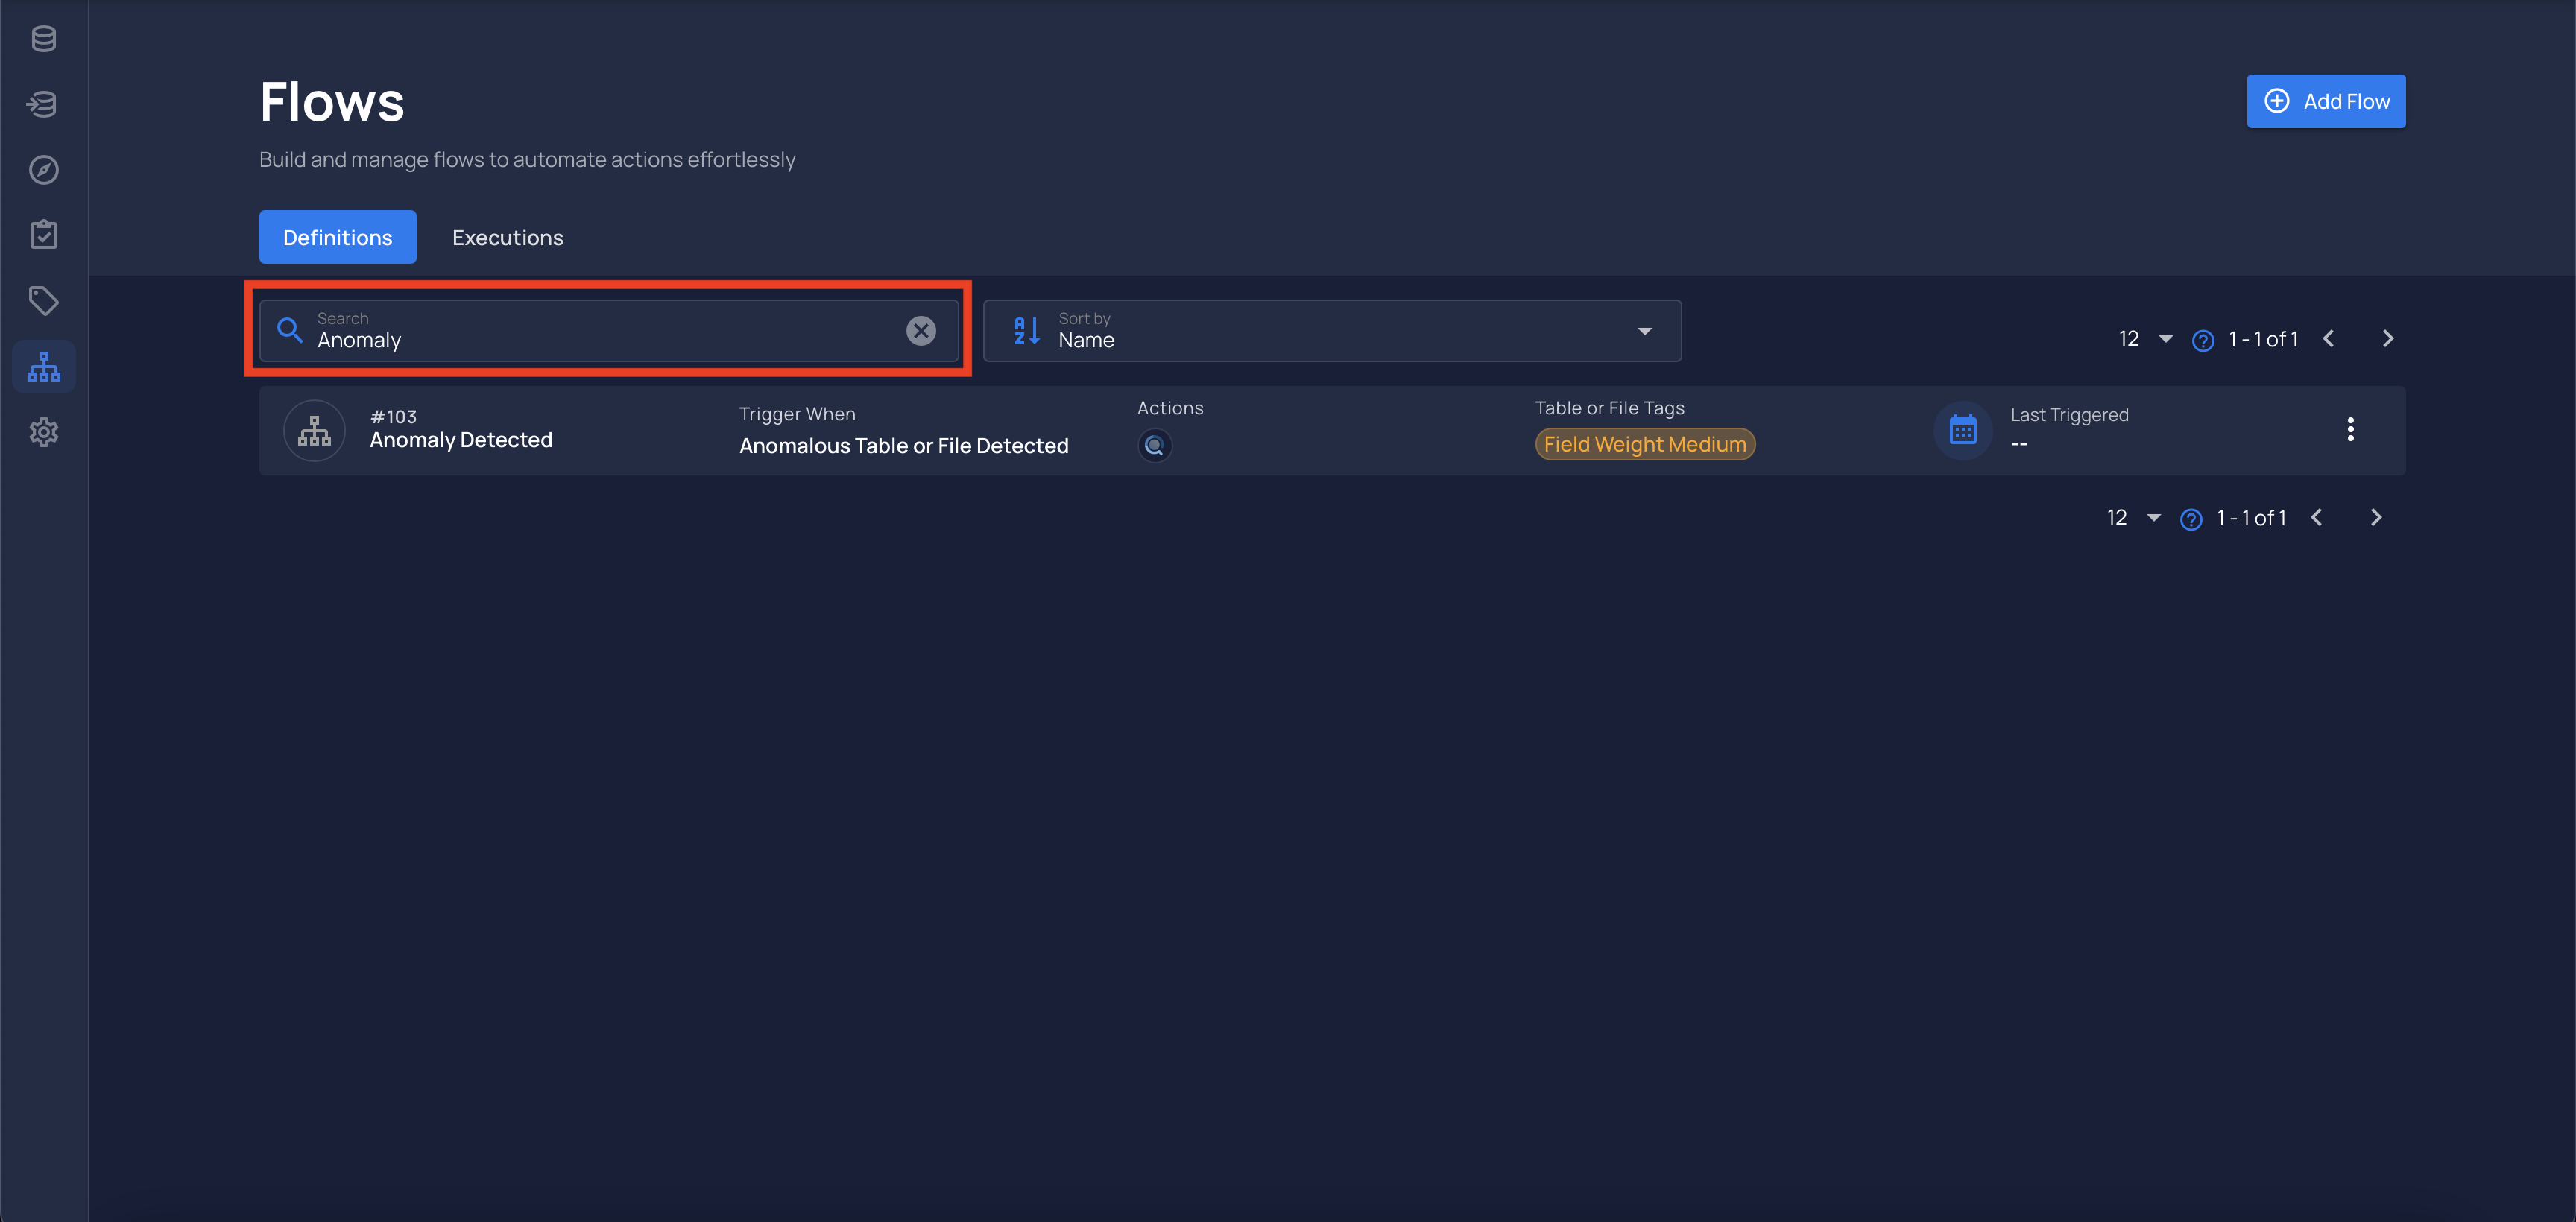 Flows
Add Flow
Build and manage flows to automate actions effortlessly
Definitions
Executions
Search
Anomaly
Sort by
Name
12
1 - 1 of 1
#103
Anomaly Detected
Trigger When
Anomalous Table or File Detected
Actions
Table or File Tags
Field Weight Medium
Last Triggered
--
12
1 - 1 of 1